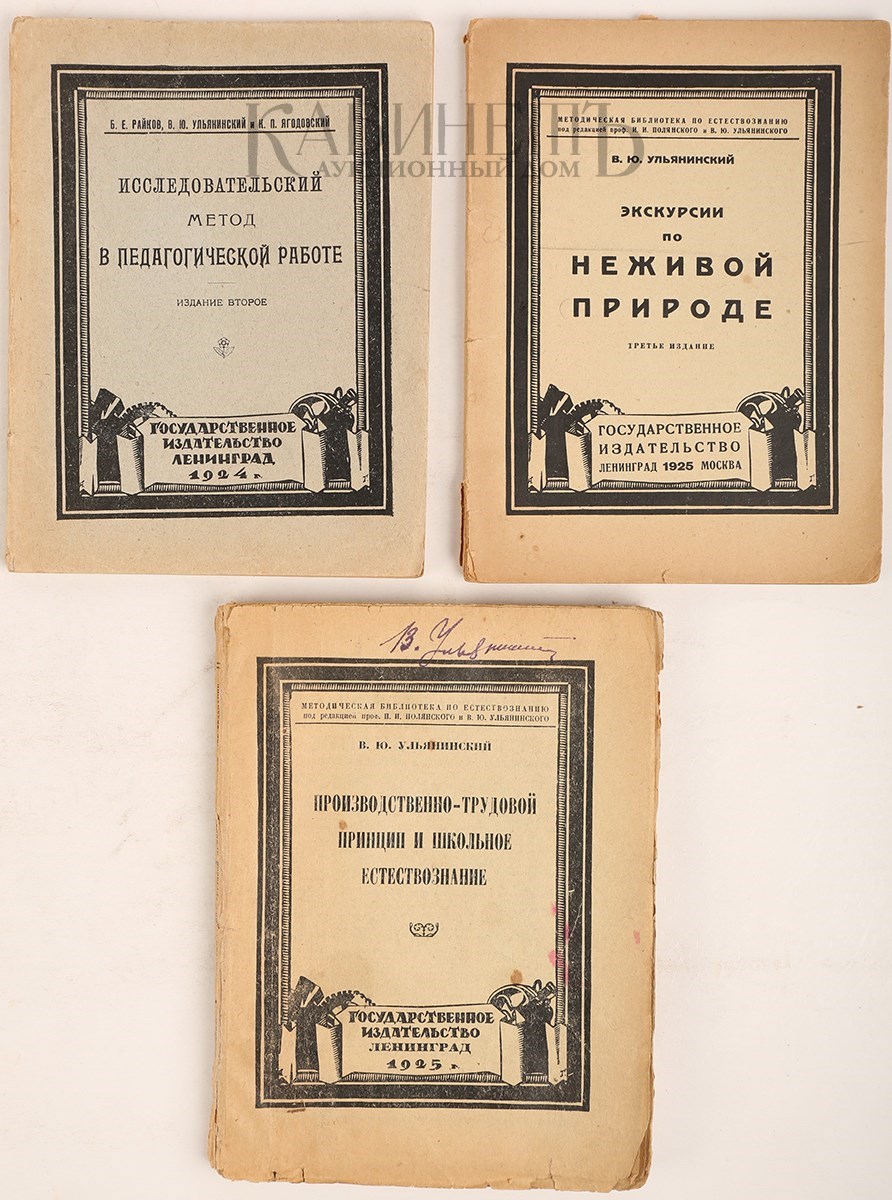 КАБИНЕТЪ
АУКЦИОННЫЙ ДОМ
Б. Е. РАЙКОВ, В. Ю. УЛЬЯНИНСКИЙ и К. П. ЯГОДОВСКИЙ
ИССЛЕДОВАТЕЛЬСКИЙ
МЕТОД
В ПЕДАГОГИЧЕСКОЙ РАБОТЕ
ИЗДАНИЕ ВТОРОЕ
ГОСУДАРСТВЕННОЕ
ИЗДАТЕЛЬСТВО
ЛЕНИНГРАД
1924 г.
МЕТОДИЧЕСКАЯ БИБЛИОТЕКА ПО ЕСТЕСТВОЗНАНИЮ
под редакцией проф. И. И. ПОЛЯНСКОГО и В. Ю. УЛЬЯНИНСКОГО
В. Ю. УЛЬЯНИНСКИЙ
ЭКСКУРСИИ
ПО
НЕЖИВОЙ
ПРИРОДЕ
ТРЕТЬЕ ИЗДАНИЕ
ГОСУДАРСТВЕННОЕ
ИЗДАТЕЛЬСТВО
ЛЕНИНГРАД 1925 МОСКВА
В. Ульянинский
МЕТОДИЧЕСКАЯ БИБЛИОТЕКА ПО ЕСТЕСТВОЗНАНИЮ
под редакцией проф. И. И. ПОЛЯНСКОГО и В. Ю. УЛЬЯНИНСКОГО
В. Ю. УЛЬЯНИНСКИЙ
ПРОИЗВОДСТВЕННО-ТРУДОВОЙ
ПРИНЦИП И ШКОЛЬНОЕ
ЕСТЕСТВОЗНАНИЕ
ГОСУДАРСТВЕННОЕ
ИЗДАТЕЛЬСТВО
ЛЕНИНГРАД
1925 г.